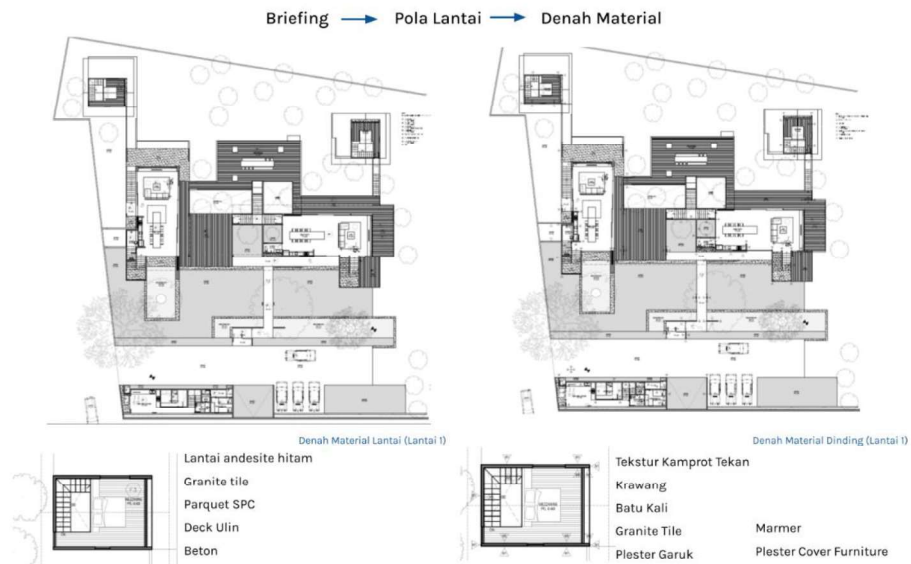 Briefing → Pola Lantai → Denah Material
Denah Material Lantai (Lantai 1)
Denah Material Dinding (Lantai 1)
Lantai andesite hitam
Granite tile
Parquet SPC
Deck Ulin
Beton
Tekstur Kamprot Tekan
Krawang
Batu Kali
Granite Tile
Plester Garuk
Marmer
Plester Cover Furniture